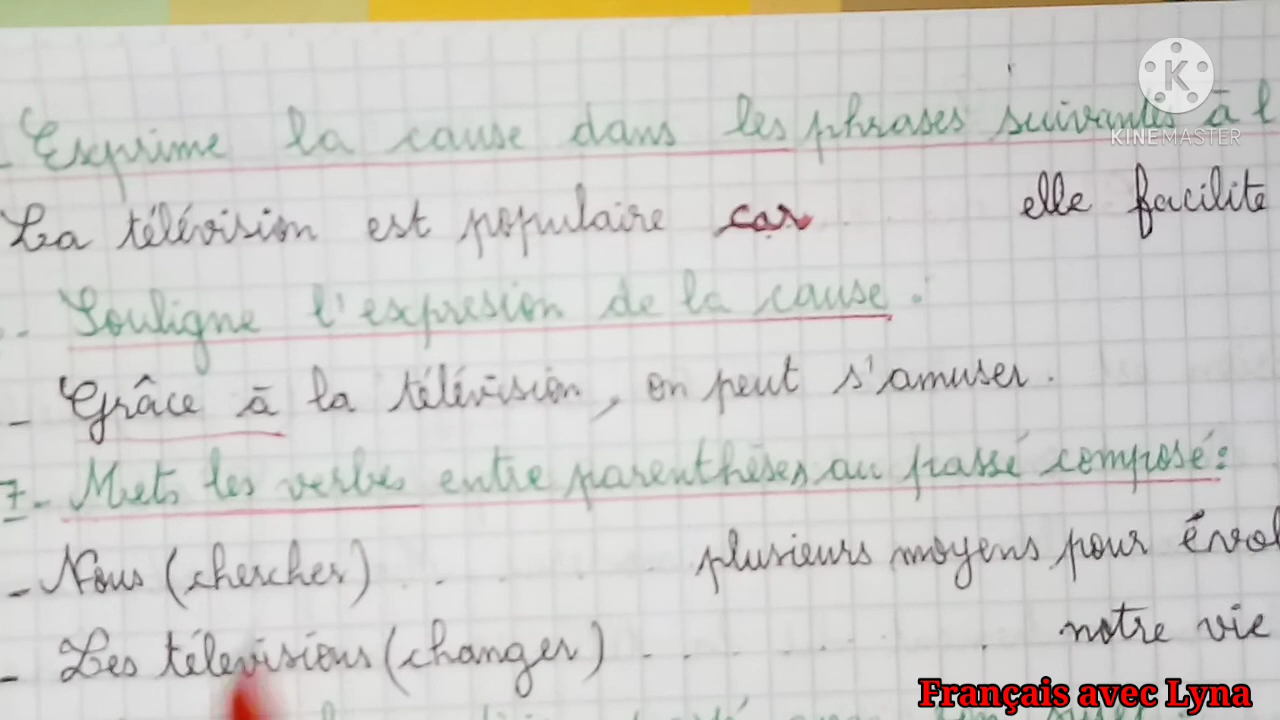 - Exprime la cause dans les phrases suivantes à l
La télévision est populaire car elle facilite
- Souligne l'expresion de la cause.
- Grâce à la télévision, on peut s'amuser.
7- Mets les verbes entre parenthèses au passé composé:
- Nous (chercher) .......... plusieurs moyens pour évol
- Les télevisions (changer) .......... notre vie
K
KINEMASTER
Français avec Lyna